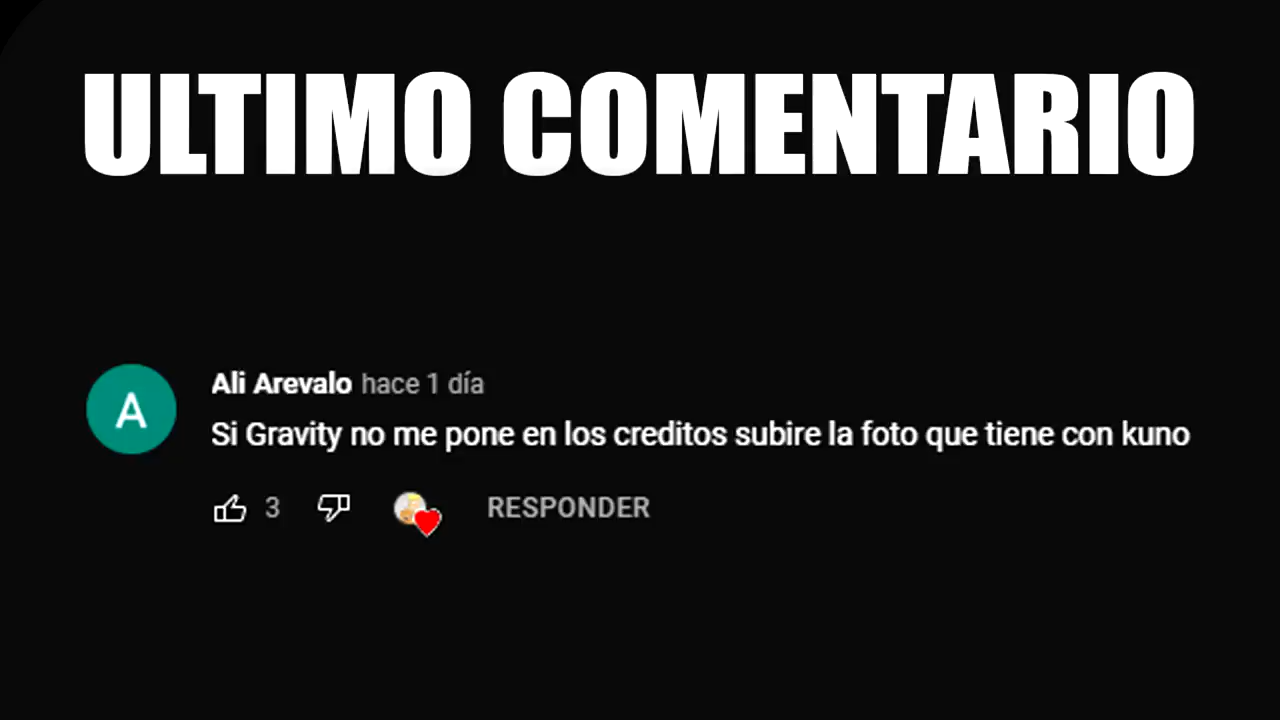 ULTIMO COMENTARIO
A
Ali Arevalo hace 1 día
Si Gravity no me pone en los creditos subire la foto que tiene con kuno
3 RESPONDER